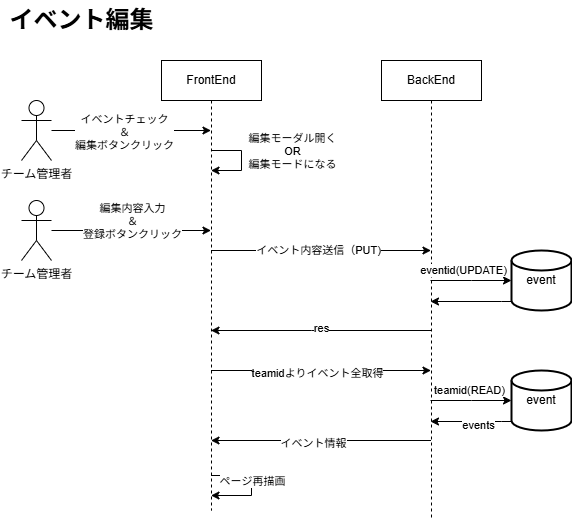 イベント編集
FrontEnd
BackEnd
イベントチェック
&
編集ボタンクリック
チーム管理者
編集モーダル開く
OR
編集モードになる
編集内容入力
&
登録ボタンクリック
チーム管理者
イベント内容送信（PUT)
eventid(UPDATE)
event
res
teamidよりイベント全取得
teamid(READ)
event
events
イベント情報
ページ再描画